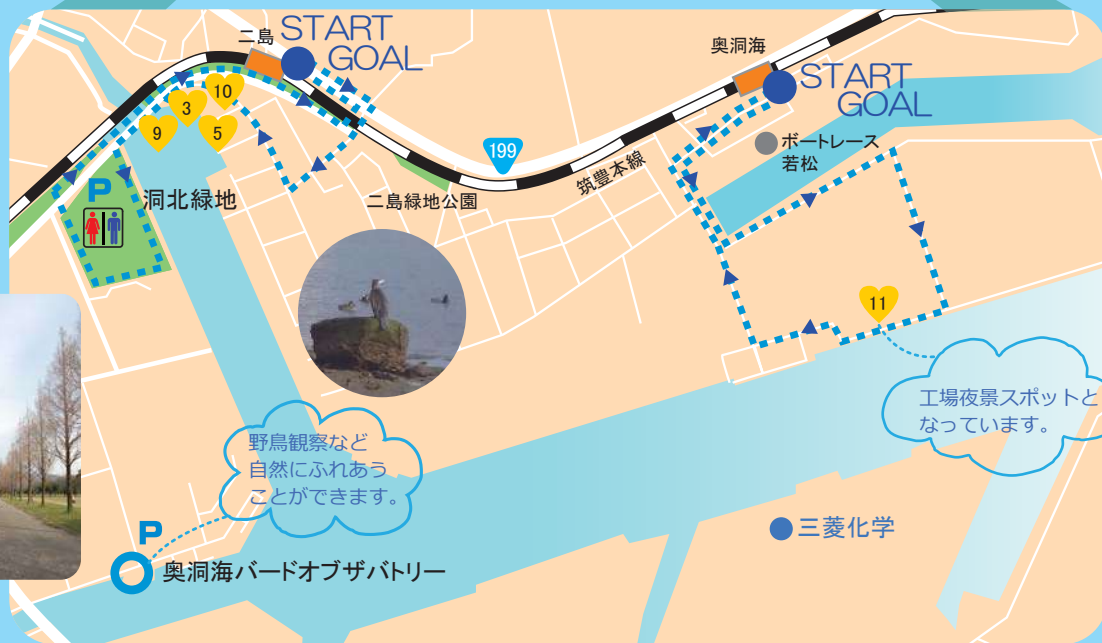 二島
START
GOAL
奥洞海
START
GOAL
10
3
9
5
199
ボートレース
若松
筑豊本線
P
洞北緑地
二島緑地公園
11
工場夜景スポットと
なっています。
野鳥観察など
自然にふれあう
ことができます。
P
三菱化学
奥洞海バードオブザバトリー